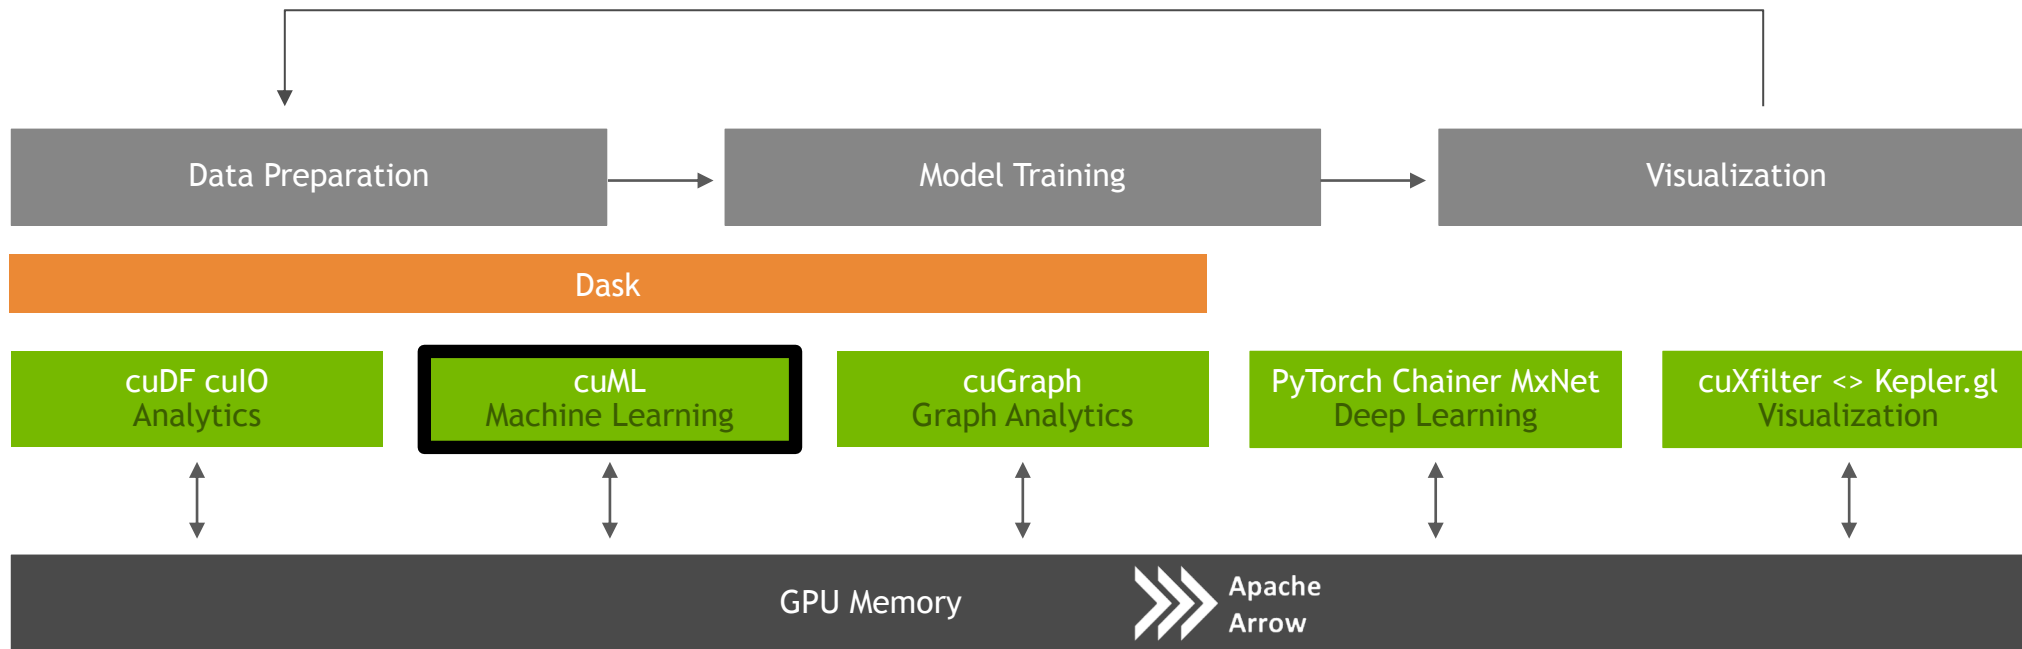 Data Preparation
Model Training
Visualization
Dask
cuDF cuIO
Analytics
cuML
Machine Learning
cuGraph
Graph Analytics
PyTorch Chainer MxNet
Deep Learning
cuXfilter <> Kepler.gl
Visualization
GPU Memory
Apache
Arrow